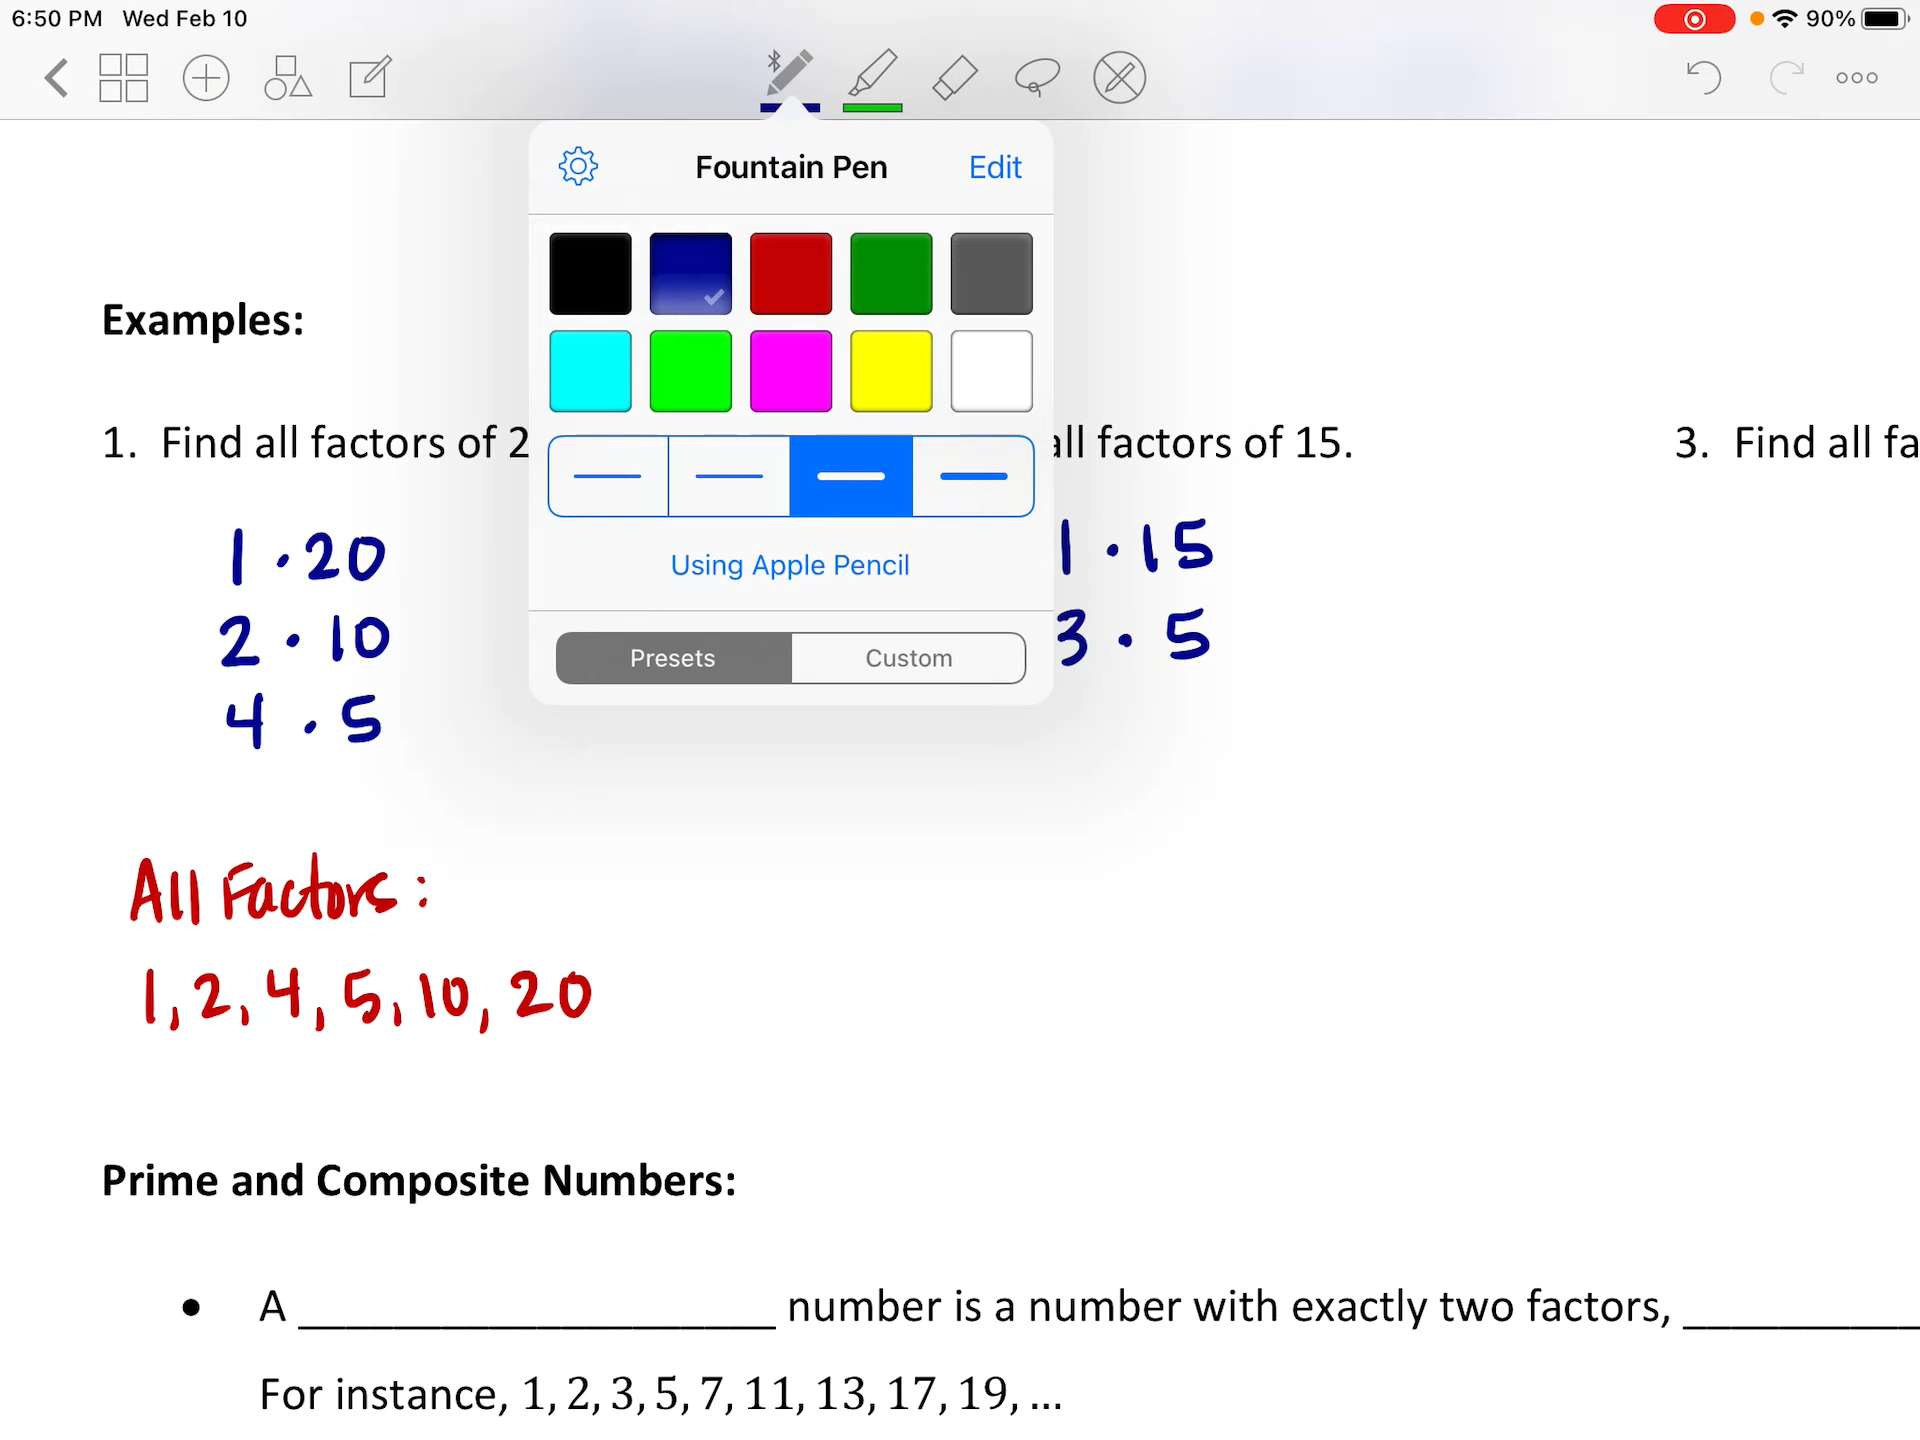 6:50 PM Wed Feb 10
90%
Fountain Pen
Edit
Examples:
1. Find all factors of 2
all factors of 15.
3. Find all fa
Using Apple Pencil
Presets
Custom
1 · 20
2 · 10
4 · 5
1 · 15
3 · 5
All Factors:
1, 2, 4, 5, 10, 20
Prime and Composite Numbers:
• A ____________________ number is a number with exactly two factors, __________
For instance, 1, 2, 3, 5, 7, 11, 13, 17, 19, ...